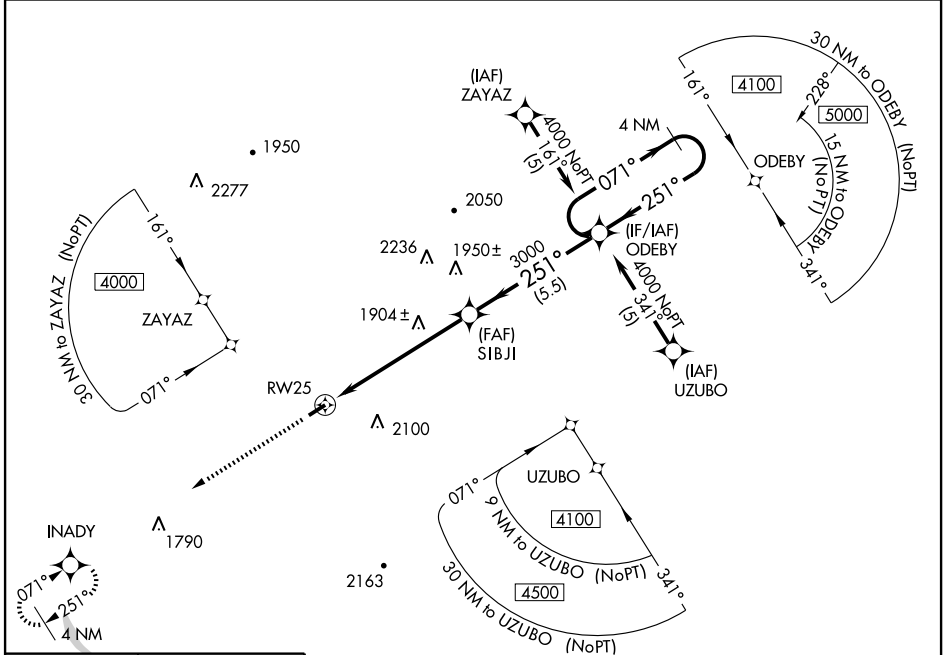 (IAF)
ZAYAZ
4000 NoPT
161°
(5)
4 NM
071°
251°
(IF/IAF)
ODEBY
3000
251°
(5.5)
4000 NoPT
341°
(5)
(IAF)
UZUBO
(FAF)
SIBJI
RW25
1950
2277
2050
2236
1950±
1904±
2100
1790
2163
30 NM to ODEBY (NoPT)
161°
4100
228°
5000
15 NM to ODEBY
(NoPT)
ODEBY
341°
30 NM to ZAYAZ (NoPT)
161°
4000
ZAYAZ
071°
UZUBO
071°
4100
9 NM to UZUBO (NoPT)
4500
30 NM to UZUBO (NoPT)
341°
INADY
071°
251°
4 NM